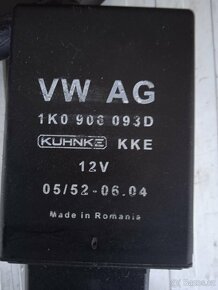 VW AG
1K0 906 093D
KUHNKE KKE
12V
05/52-06.04
Made in Romania